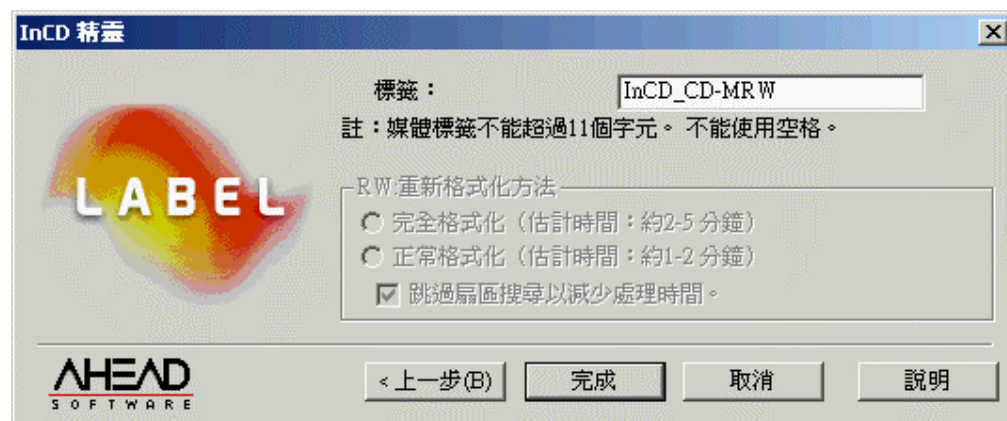 InCD 精靈
LABEL
標籤：
InCD_CD-MRW
註：媒體標籤不能超過11個字元。 不能使用空格。
RW:重新格式化方法
完全格式化（估計時間：約2-5 分鐘）
正常格式化（估計時間：約1-2 分鐘）
跳過扇區搜尋以減少處理時間。
AHEAD
SOFTWARE
<上一步(B)
完成
取消
說明